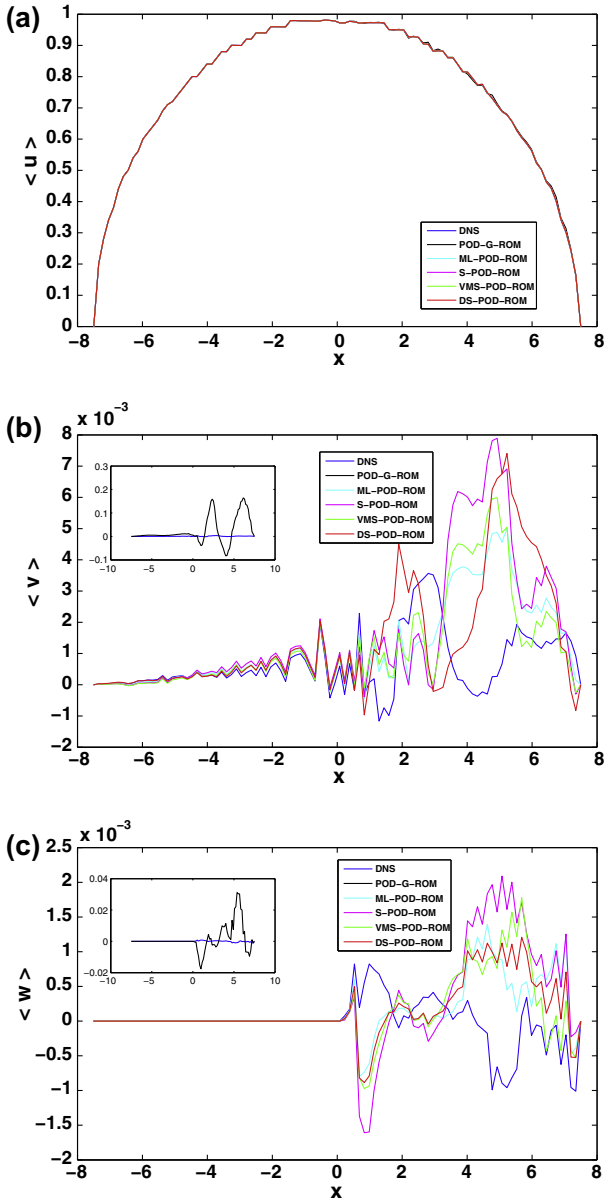 (a)
1
0.9
0.8
0.7
0.6
0.5
0.4
0.3
0.2
0.1
0
< u >
DNS
POD-G-ROM
ML-POD-ROM
S-POD-ROM
VMS-POD-ROM
DS-POD-ROM
−8 −6 −4 −2 0 2 4 6 8
x
(b)
x 10⁻³
8
7
6
5
4
3
2
1
0
−1
−2
< v >
0.3
0.2
0.1
0
−0.1
−10 −5 0 5 10
DNS
POD-G-ROM
ML-POD-ROM
S-POD-ROM
VMS-POD-ROM
DS-POD-ROM
−8 −6 −4 −2 0 2 4 6 8
x
(c)
x 10⁻³
2.5
2
1.5
1
0.5
0
−0.5
−1
−1.5
−2
< w >
0.04
0.02
0
−0.02
−10 −5 0 5 10
DNS
POD-G-ROM
ML-POD-ROM
S-POD-ROM
VMS-POD-ROM
DS-POD-ROM
−8 −6 −4 −2 0 2 4 6 8
x